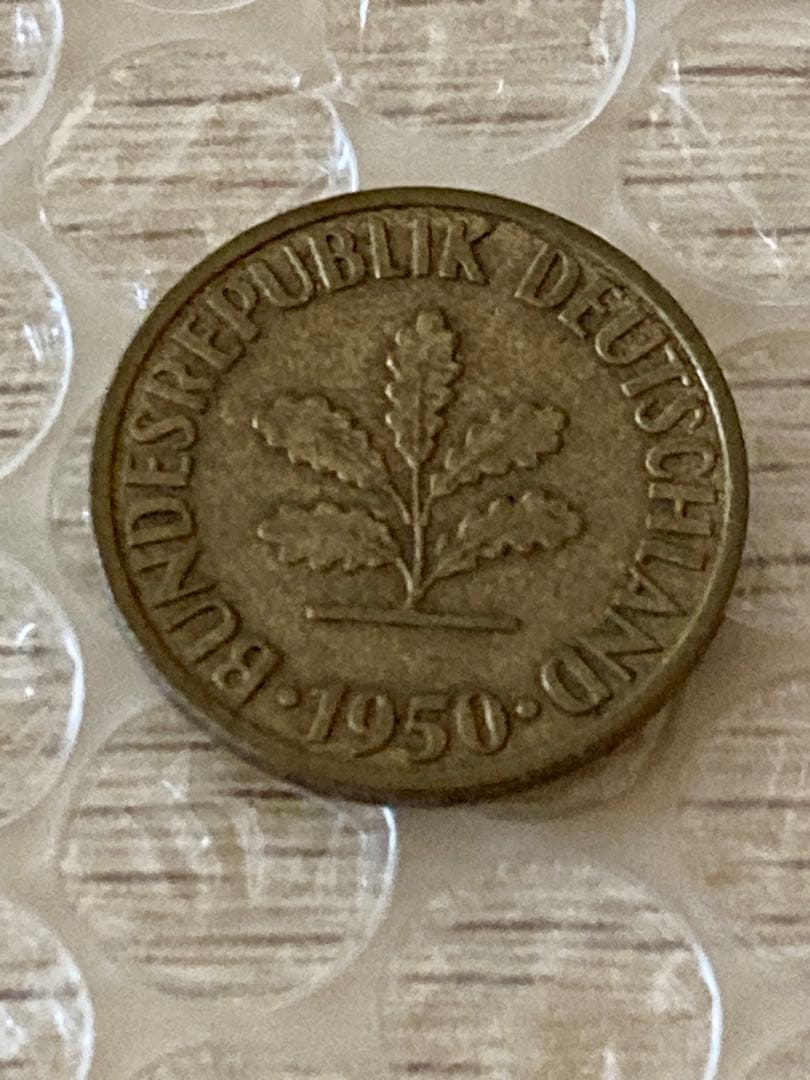 BUNDESREPUBLIK DEUTSCHLAND
· 1950 ·